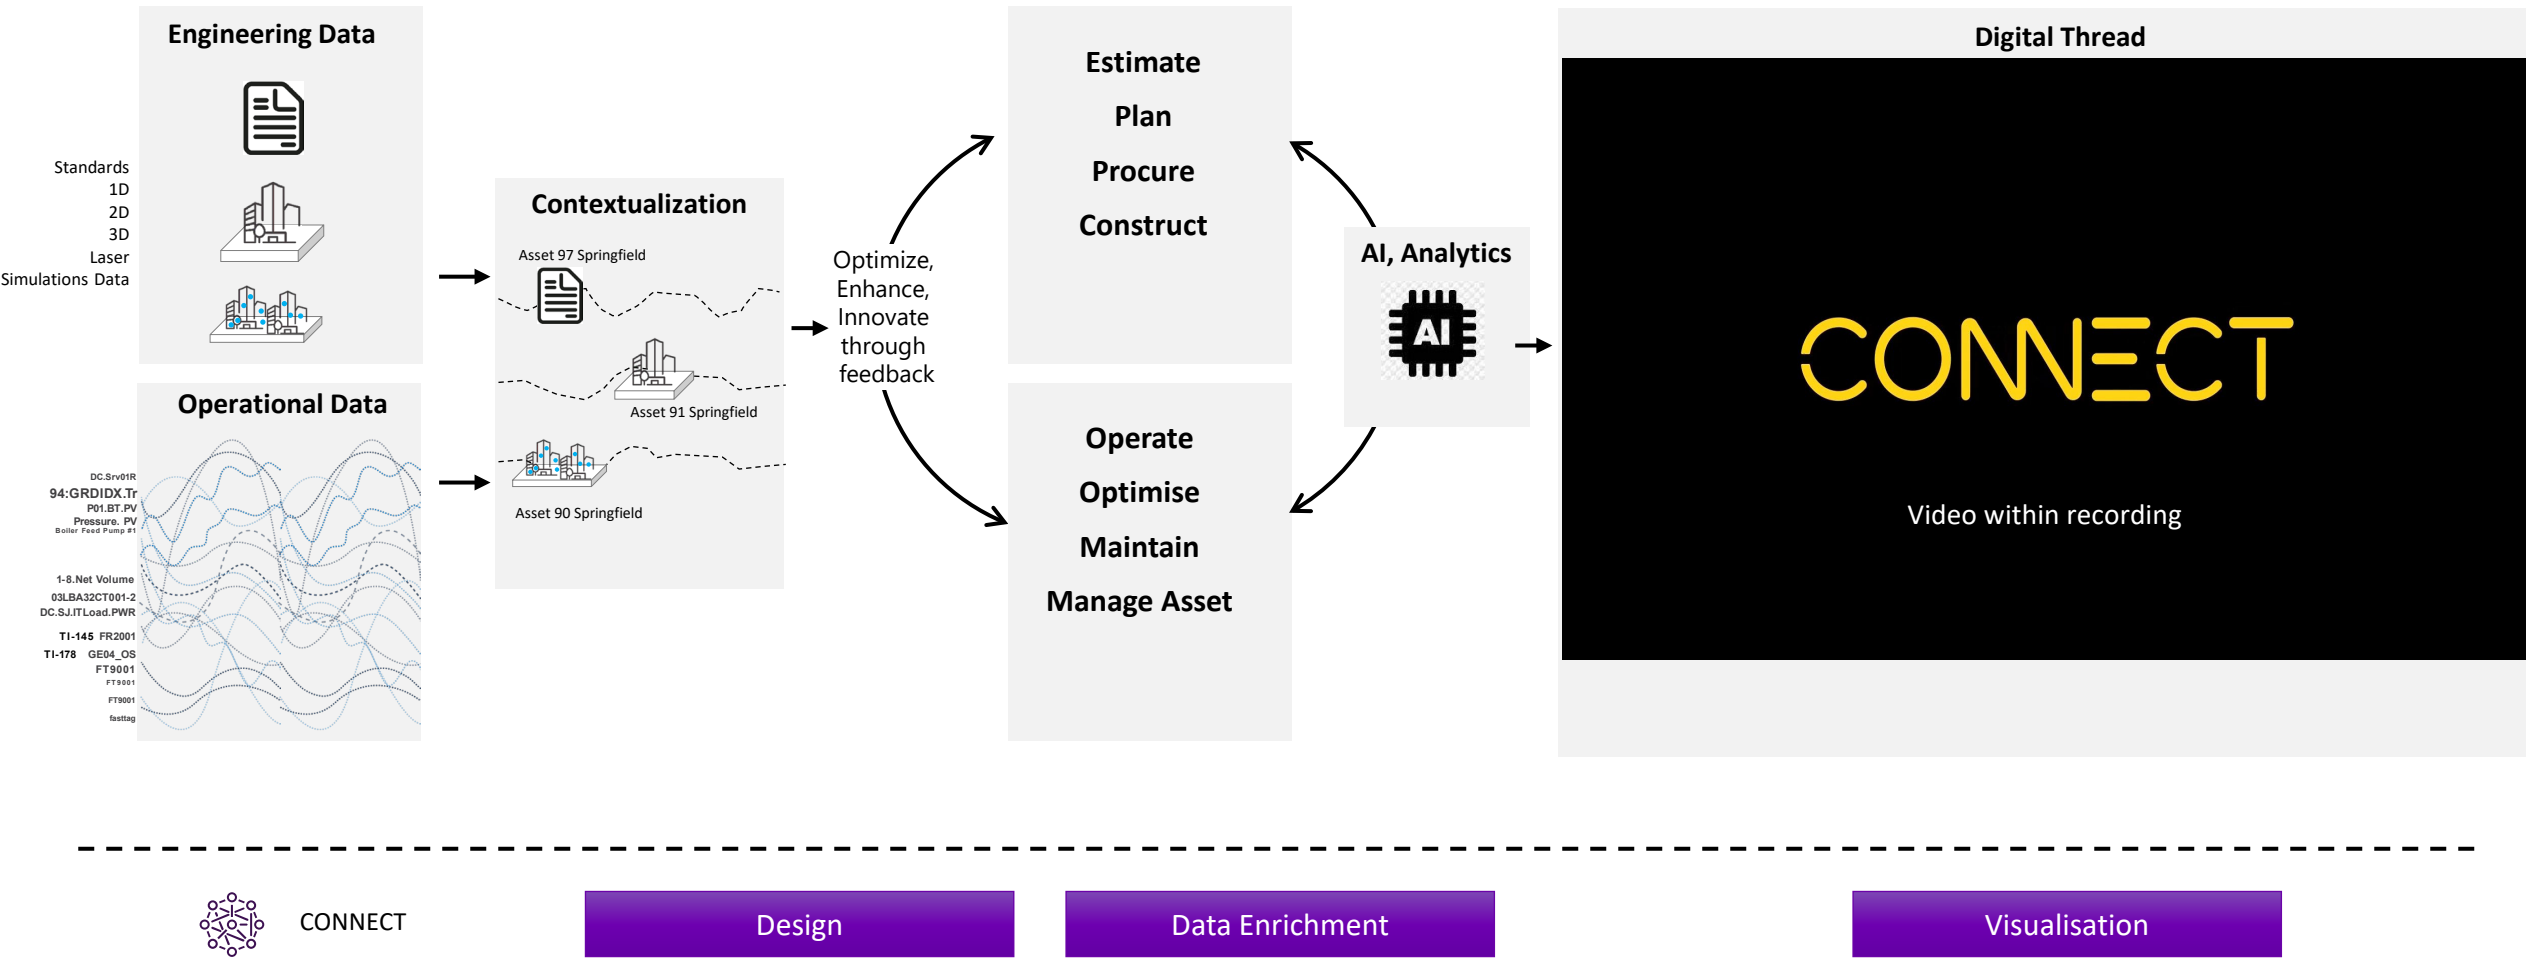 Engineering Data
Standards
1D
2D
3D
Laser
Simulations Data
Operational Data
DC.Srv01R
94:GRDIDX.Tr
P01.BT.PV
Pressure. PV
Boiler Feed Pump #1
1-8.Net Volume
03LBA32CT001-2
DC.SJ.ITLoad.PWR
TI-145 FR2001
TI-178 GE04_OS
FT9001
FT9001
FT9001
fasttag
Contextualization
Asset 97 Springfield
Asset 91 Springfield
Asset 90 Springfield
Optimize,
Enhance,
Innovate
through
feedback
Estimate
Plan
Procure
Construct
Operate
Optimise
Maintain
Manage Asset
AI, Analytics
AI
Digital Thread
CONNECT
Video within recording
CONNECT
Design
Data Enrichment
Visualisation